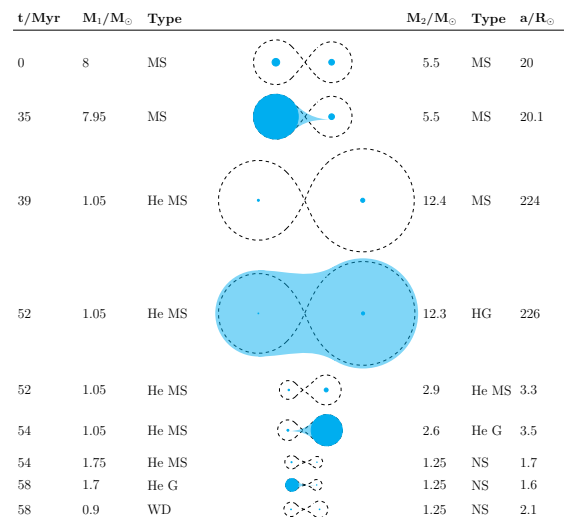 t/Myr M₁/M☉ Type M₂/M☉ Type a/R☉
0 8 MS 5.5 MS 20
35 7.95 MS 5.5 MS 20.1
39 1.05 He MS 12.4 MS 224
52 1.05 He MS 12.3 HG 226
52 1.05 He MS 2.9 He MS 3.3
54 1.05 He MS 2.6 He G 3.5
54 1.75 He MS 1.25 NS 1.7
58 1.7 He G 1.25 NS 1.6
58 0.9 WD 1.25 NS 2.1